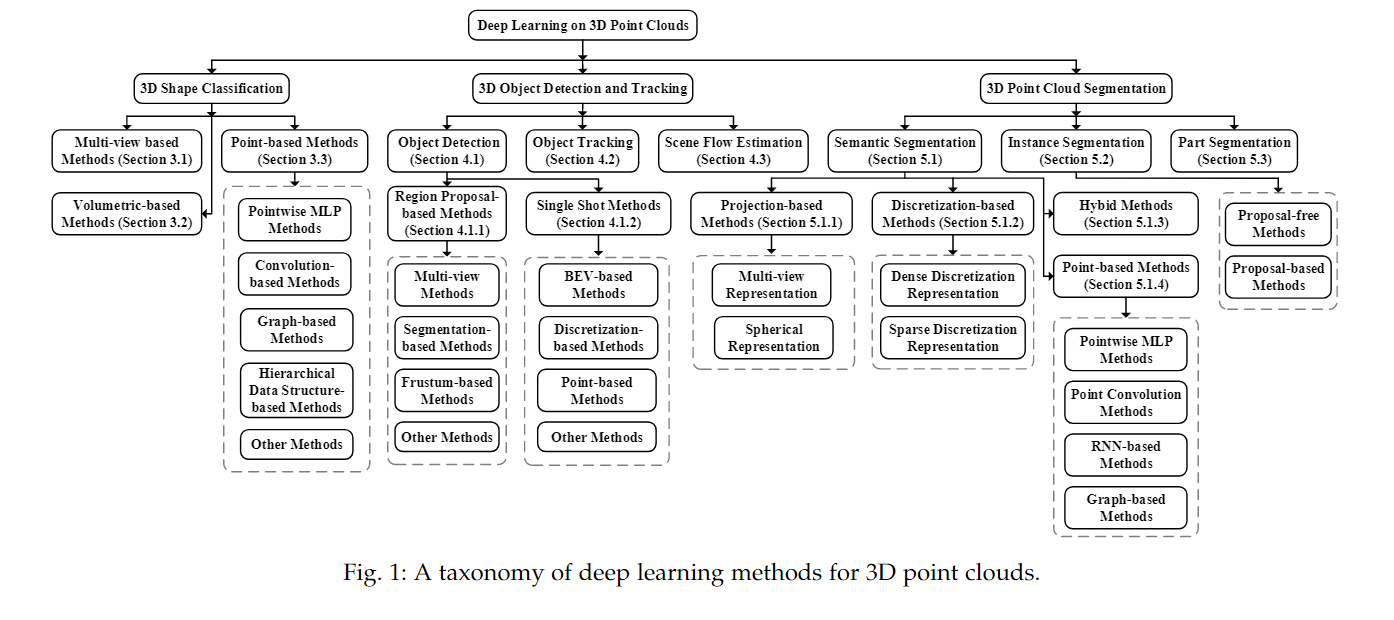 Deep Learning on 3D Point Clouds
3D Shape Classification
3D Object Detection and Tracking
3D Point Cloud Segmentation
Multi-view based
Methods (Section 3.1)
Point-based Methods
(Section 3.3)
Object Detection
(Section 4.1)
Object Tracking
(Section 4.2)
Scene Flow Estimation
(Section 4.3)
Semantic Segmentation
(Section 5.1)
Instance Segmentation
(Section 5.2)
Part Segmentation
(Section 5.3)
Volumetric-based
Methods (Section 3.2)
Pointwise MLP
Methods
Convolution-
based Methods
Graph-based
Methods
Hierarchical
Data Structure-
based Methods
Other Methods
Region Proposal-
based Methods
(Section 4.1.1)
Single Shot Methods
(Section 4.1.2)
Multi-view
Methods
Segmentation-
based Methods
Frustum-based
Methods
Other Methods
BEV-based
Methods
Discretization-
based Methods
Point-based
Methods
Other Methods
Projection-based
Methods (Section 5.1.1)
Discretization-based
Methods (Section 5.1.2)
Hybid Methods
(Section 5.1.3)
Point-based Methods
(Section 5.1.4)
Multi-view
Representation
Spherical
Representation
Dense Discretization
Representation
Sparse Discretization
Representation
Pointwise MLP
Methods
Point Convolution
Methods
RNN-based
Methods
Graph-based
Methods
Proposal-free
Methods
Proposal-based
Methods
Fig. 1: A taxonomy of deep learning methods for 3D point clouds.